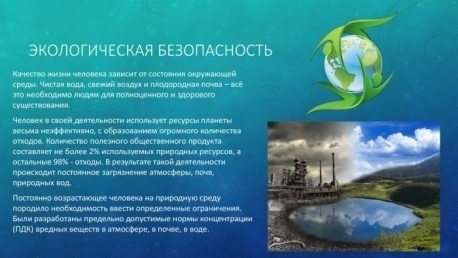 ЭКОЛОГИЧЕСКАЯ БЕЗОПАСНОСТЬ
Качество жизни человека зависит от состояния окружающей
среды. Чистая вода, свежий воздух и плодородная почва – всё
это необходимо людям для полноценного и здорового
существования.
Человек в своей деятельности использует ресурсы планеты
весьма неэффективно, с образованием огромного количества
отходов. Количество полезного общественного продукта
составляет не более 2% используемых природных ресурсов, а
остальные 98% - отходы. В результате такой деятельности
происходит постоянное загрязнение атмосферы, почв,
природных вод.
Постоянно возрастающее человека на природную среду
породило необходимость ввести определенные ограничения.
Были разработаны предельно допустимые нормы концентрации
(ПДК) вредных веществ в атмосфере, в почве, в воде.